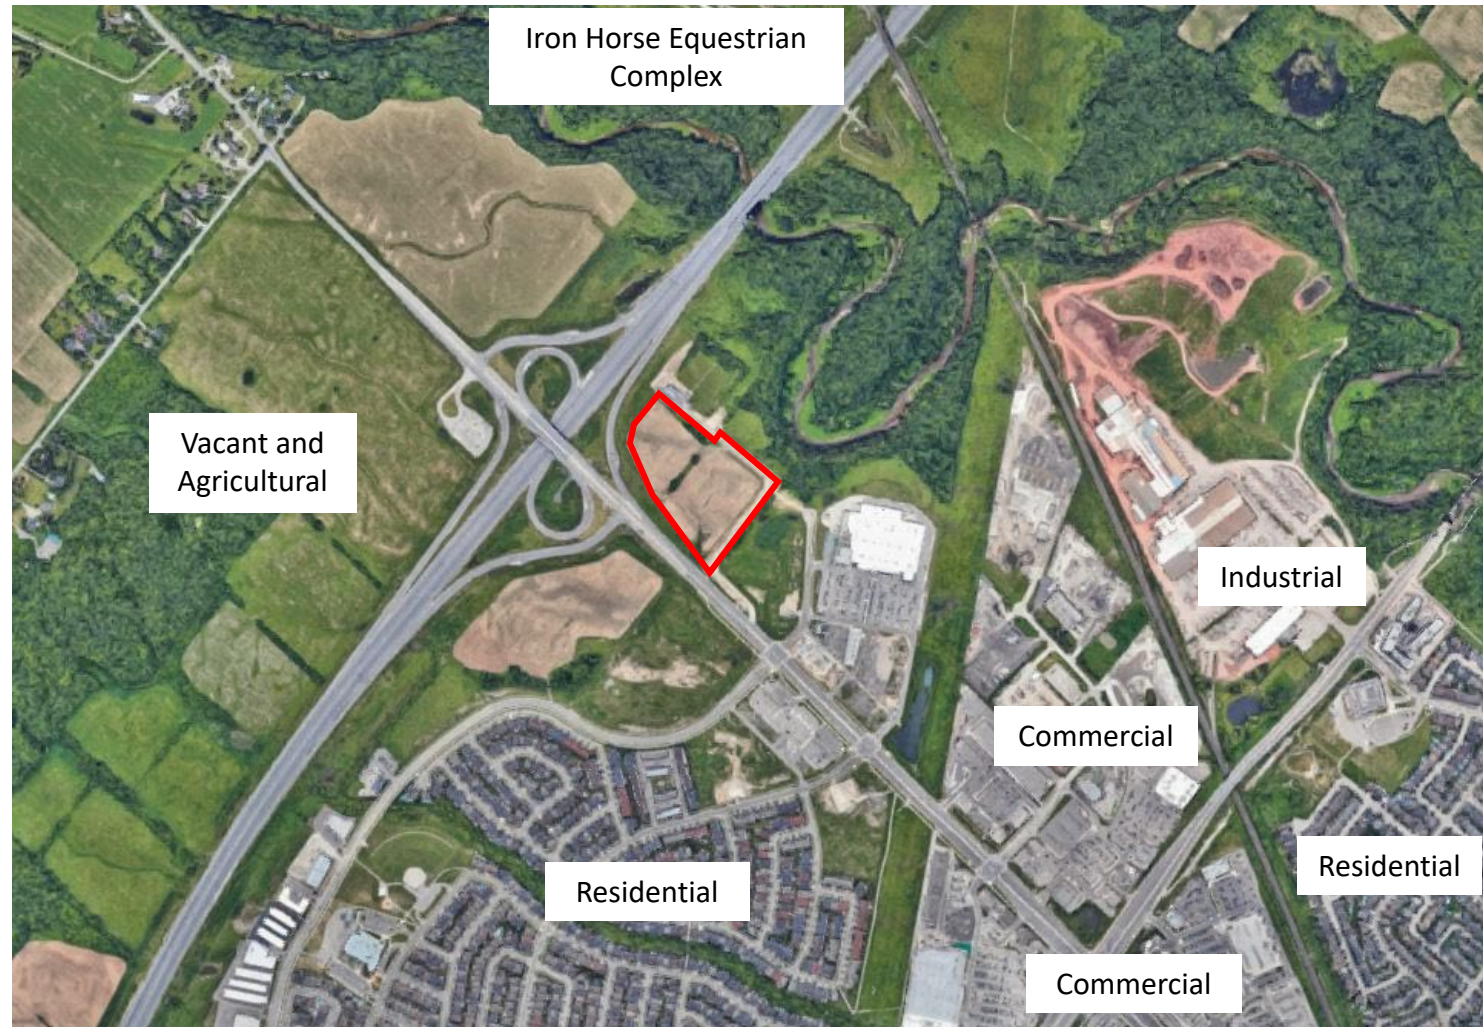 Iron Horse Equestrian
Complex
Vacant and
Agricultural
Industrial
Commercial
Residential
Residential
Commercial